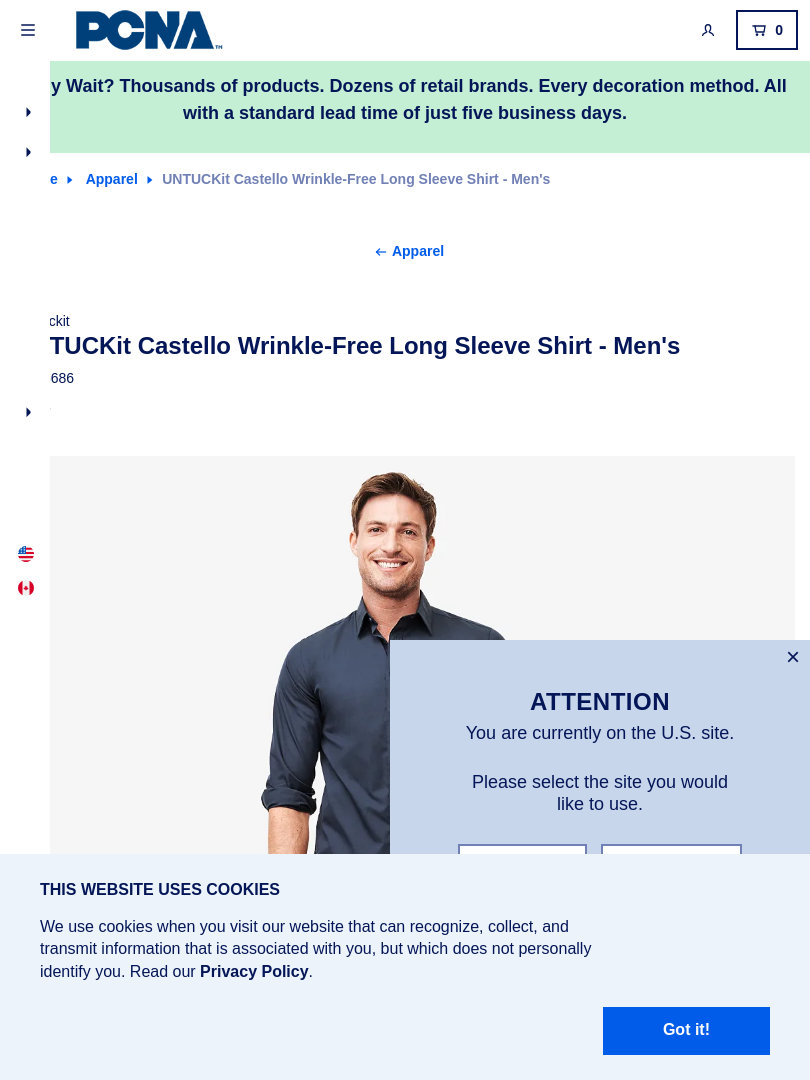 PCNA™
0
y Wait? Thousands of products. Dozens of retail brands. Every decoration method. All
with a standard lead time of just five business days.
e Apparel UNTUCKit Castello Wrinkle-Free Long Sleeve Shirt - Men's
← Apparel
ckit
TUCKit Castello Wrinkle-Free Long Sleeve Shirt - Men's
686
×
ATTENTION
You are currently on the U.S. site.
Please select the site you would
like to use.
THIS WEBSITE USES COOKIES
We use cookies when you visit our website that can recognize, collect, and
transmit information that is associated with you, but which does not personally
identify you. Read our Privacy Policy.
Got it!